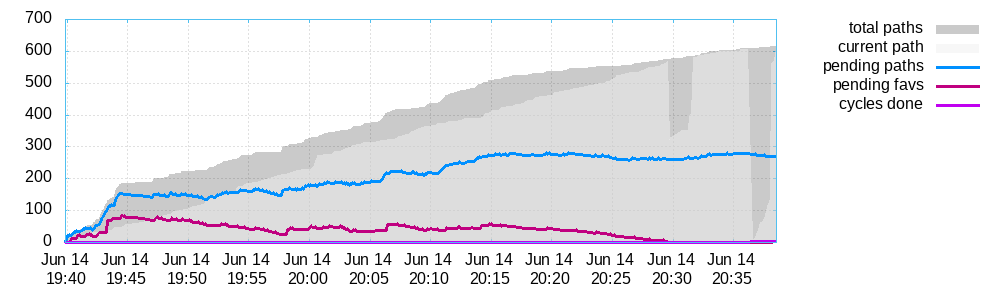 700
600
500
400
300
200
100
0
Jun 14 Jun 14 Jun 14 Jun 14 Jun 14 Jun 14 Jun 14 Jun 14 Jun 14 Jun 14 Jun 14 Jun 14
19:40 19:45 19:50 19:55 20:00 20:05 20:10 20:15 20:20 20:25 20:30 20:35
total paths
current path
pending paths
pending favs
cycles done